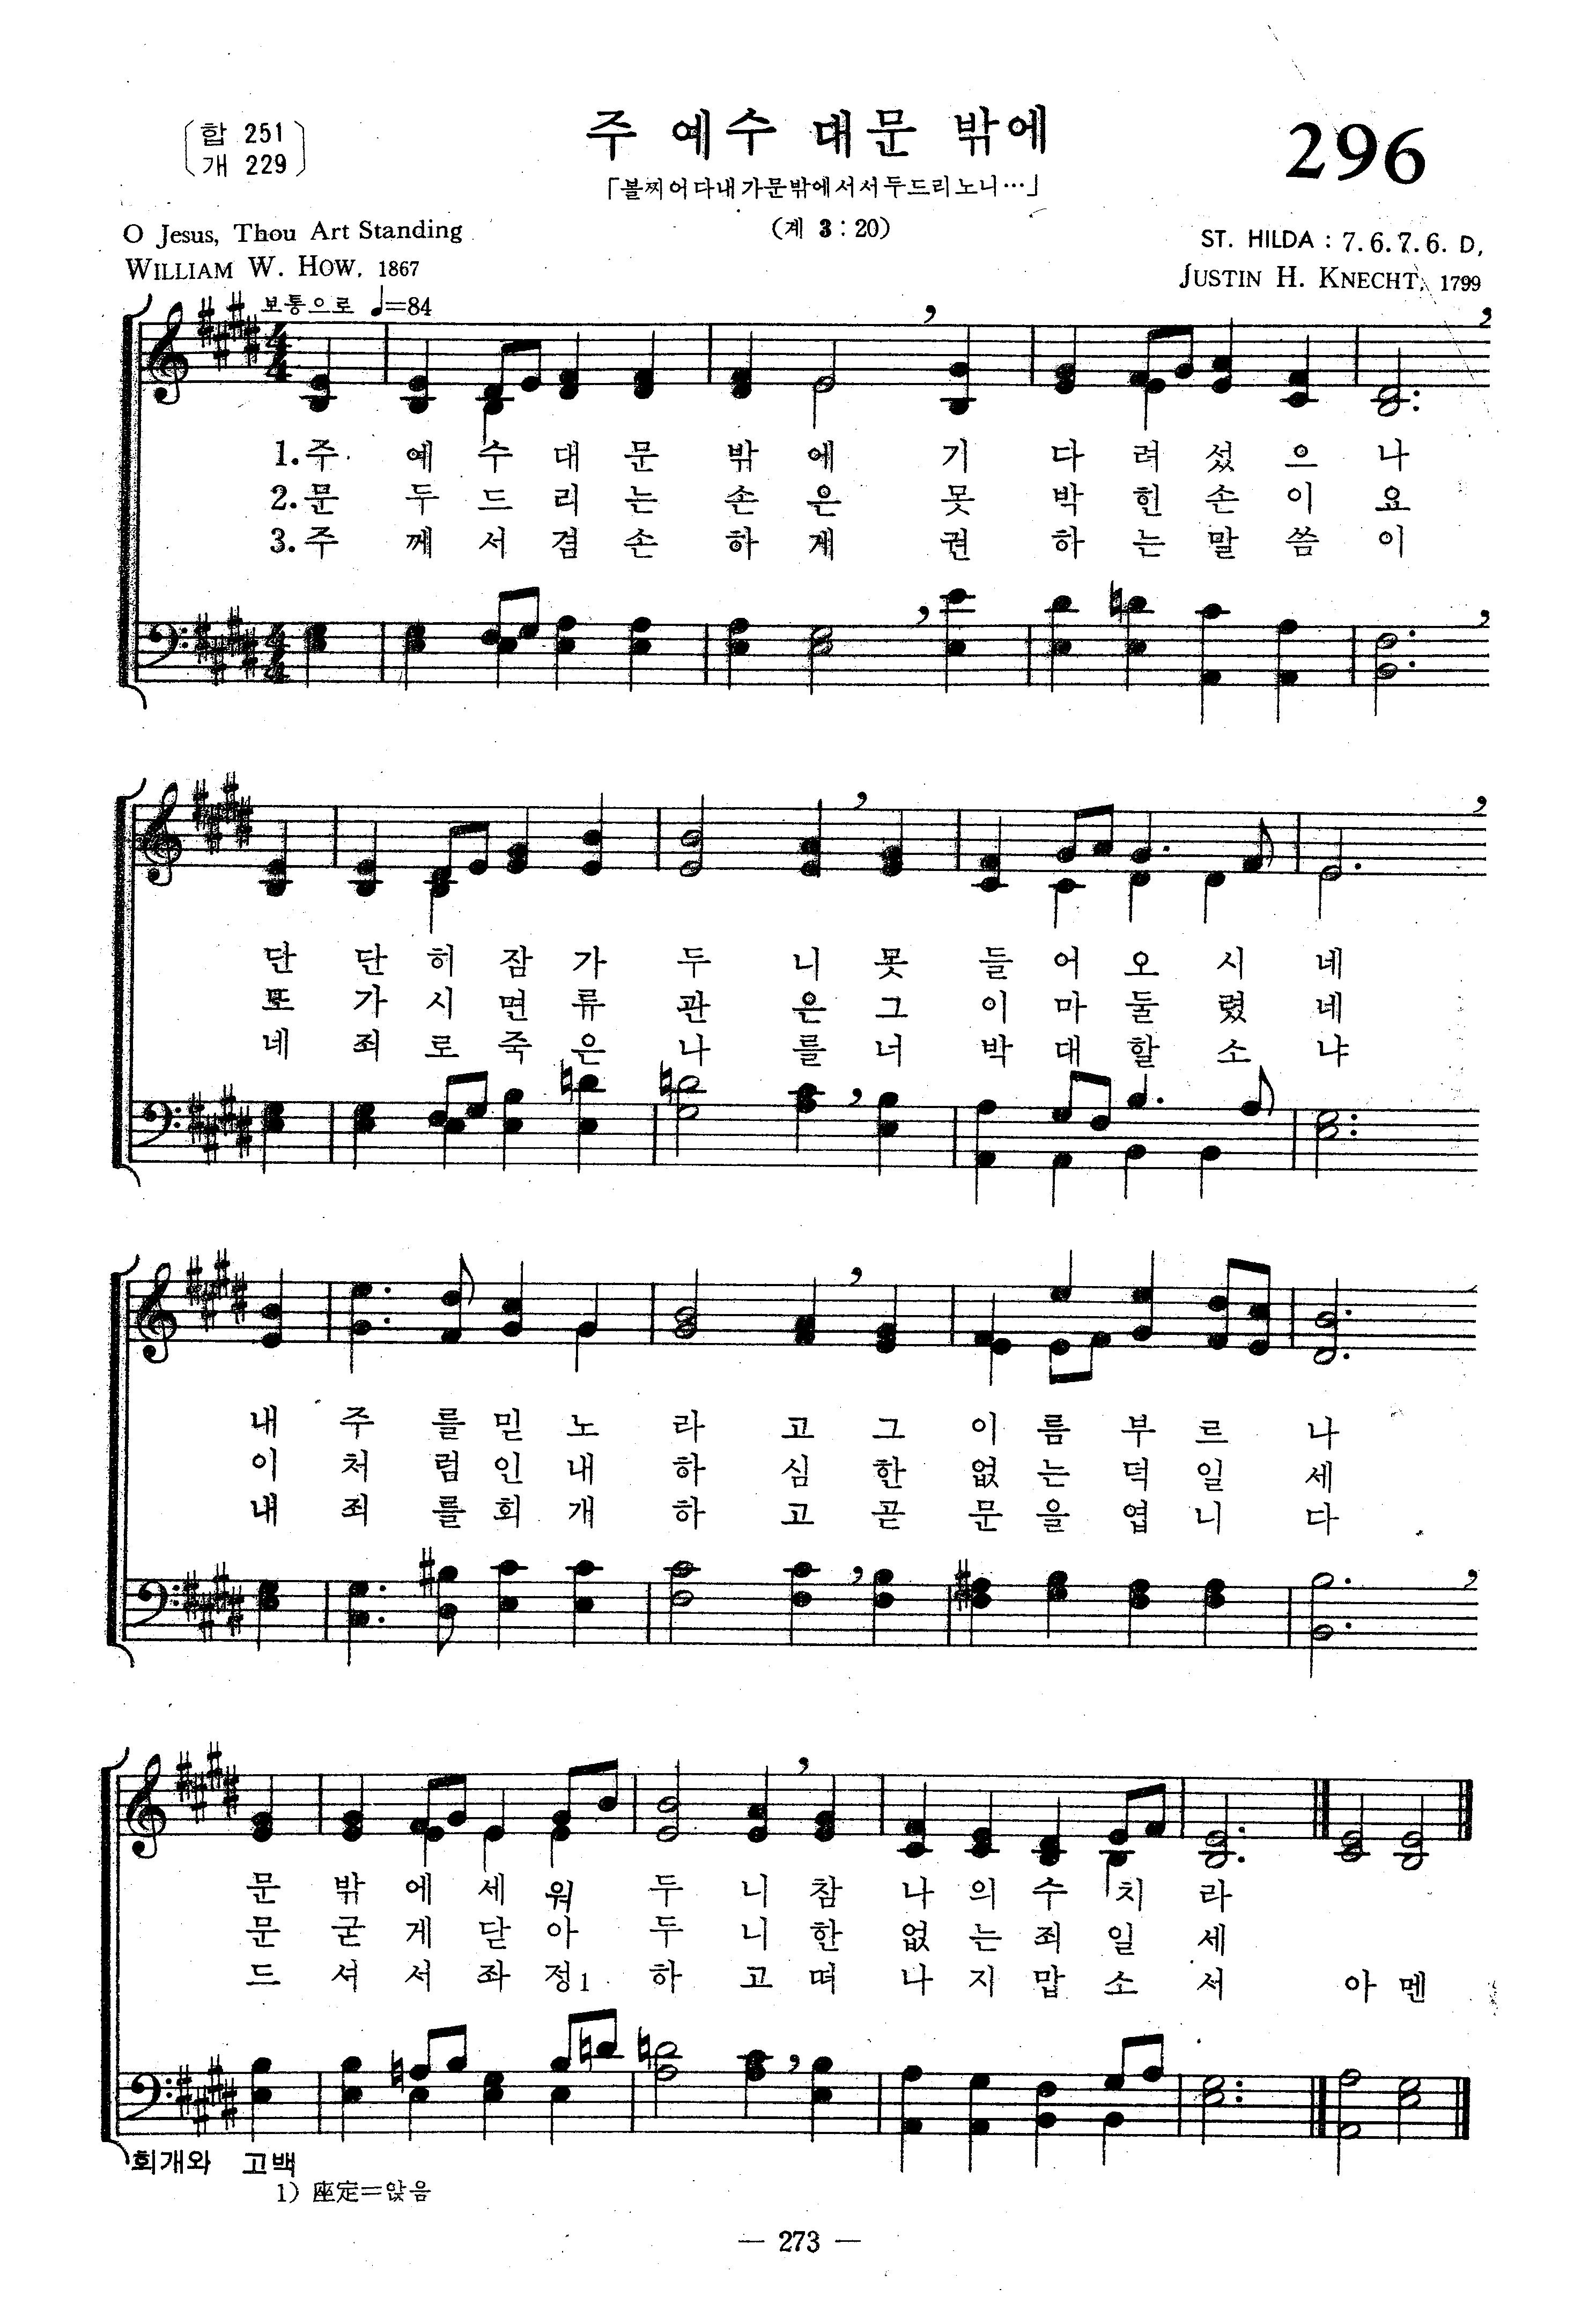 합 251
개 229
주 예수 대문 밖에
296
「볼찌어다내가문밖에서서두드리노니…」
(계 3 : 20)
O Jesus, Thou Art Standing
WILLIAM W. HOW, 1867
ST. HILDA : 7. 6. 7. 6. D,
JUSTIN H. KNECHT, 1799
보통으로 ♩=84
1. 주 예 수 대 문 밖 에 기 다 려 섰 으 나
2. 문 두 드 리 는 손 은 못 박 힌 손 이 요
3. 주 께 서 겸 손 하 게 권 하 는 말 씀 이
단 단 히 잠 가 두 니 못 들 어 오 시 네
또 가 시 면 류 관 은 그 이 마 둘 렸 네
네 죄 로 죽 은 나 를 너 박 대 할 소 냐
내 주 를 믿 노 라 고 그 이 름 부 르 나
이 처 럼 인 내 하 심 한 없 는 덕 일 세
내 죄 를 회 개 하 고 곧 문 을 엽 니 다
문 밖 에 세 워 두 니 참 나 의 수 치 라
문 굳 게 닫 아 두 니 한 없 는 죄 일 세
드 셔 서 좌 정1 하 고 떠 나 지 맙 소 서 아 멘
회개와 고백
1) 座定=앉음
— 273 —